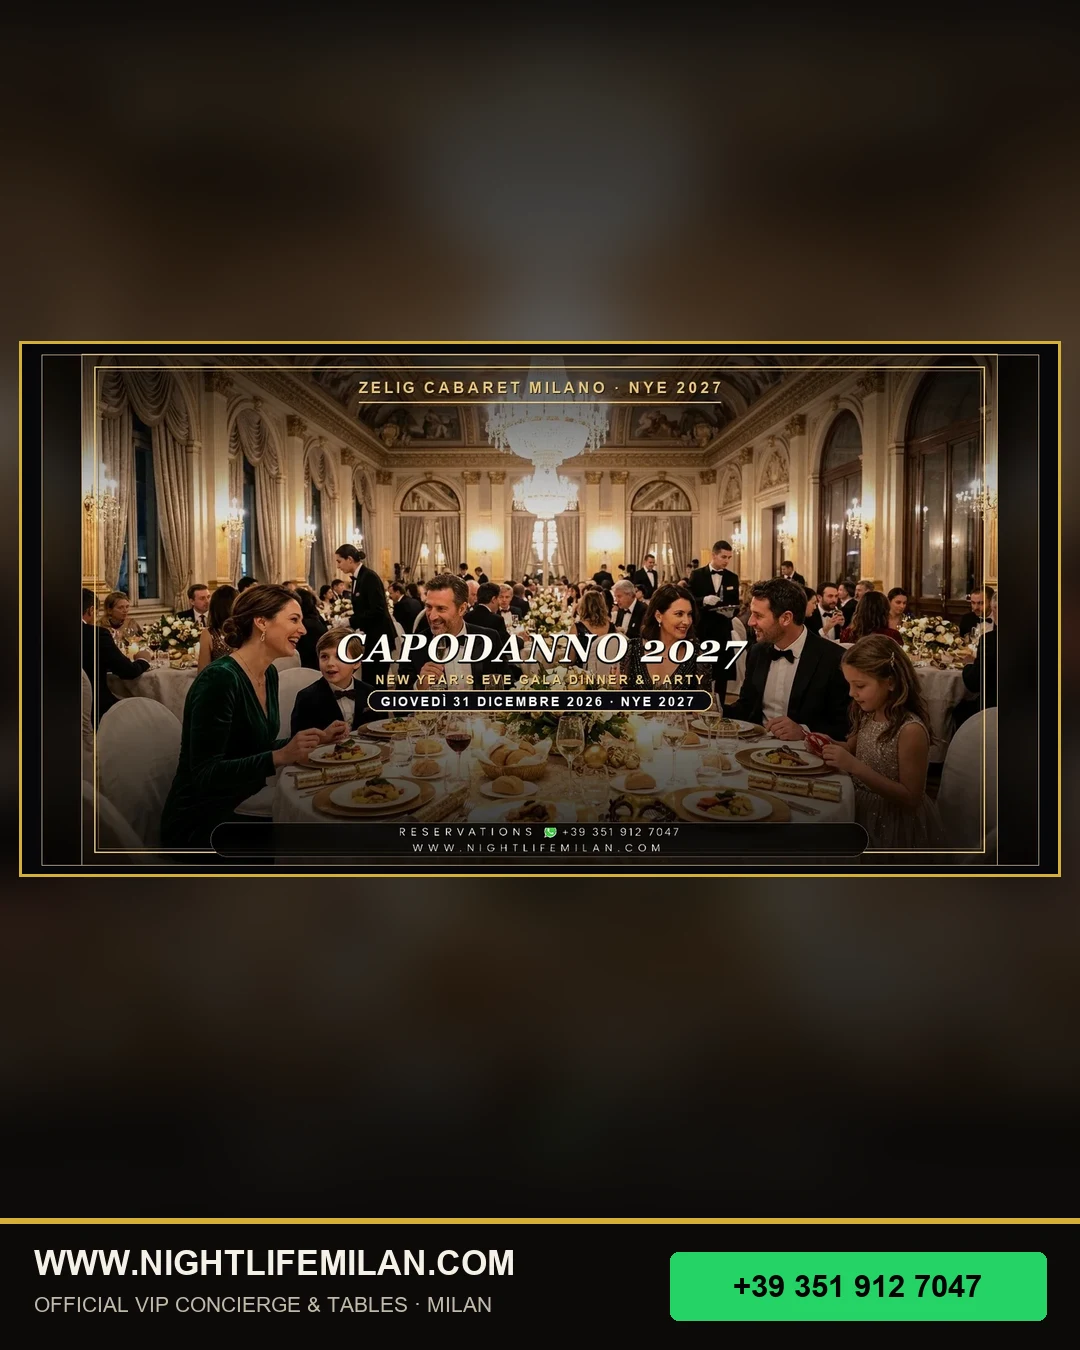 ZELIG CABARET MILANO · NYE 2027
CAPODANNO 2027
NEW YEAR'S EVE GALA DINNER & PARTY
GIOVEDÌ 31 DICEMBRE 2026 · NYE 2027
RESERVATIONS +39 351 912 7047
WWW.NIGHTLIFEMILAN.COM
WWW.NIGHTLIFEMILAN.COM
OFFICIAL VIP CONCIERGE & TABLES · MILAN
+39 351 912 7047